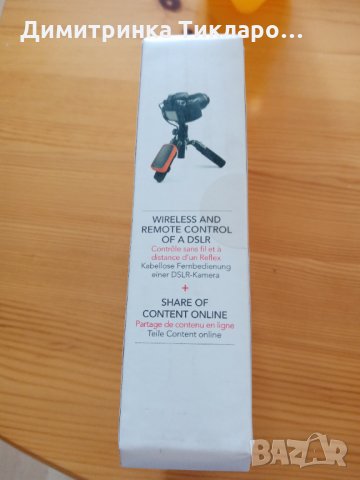 Димитринка Тикларо...
WIRELESS AND
REMOTE CONTROL
OF A DSLR
Contrôle sans fil et à
distance d'un Reflex
Kabellose Fernbedienung
einer DSLR-Kamera
+
SHARE OF
CONTENT ONLINE
Partage de contenu en ligne
Teile Content online
BAZAR